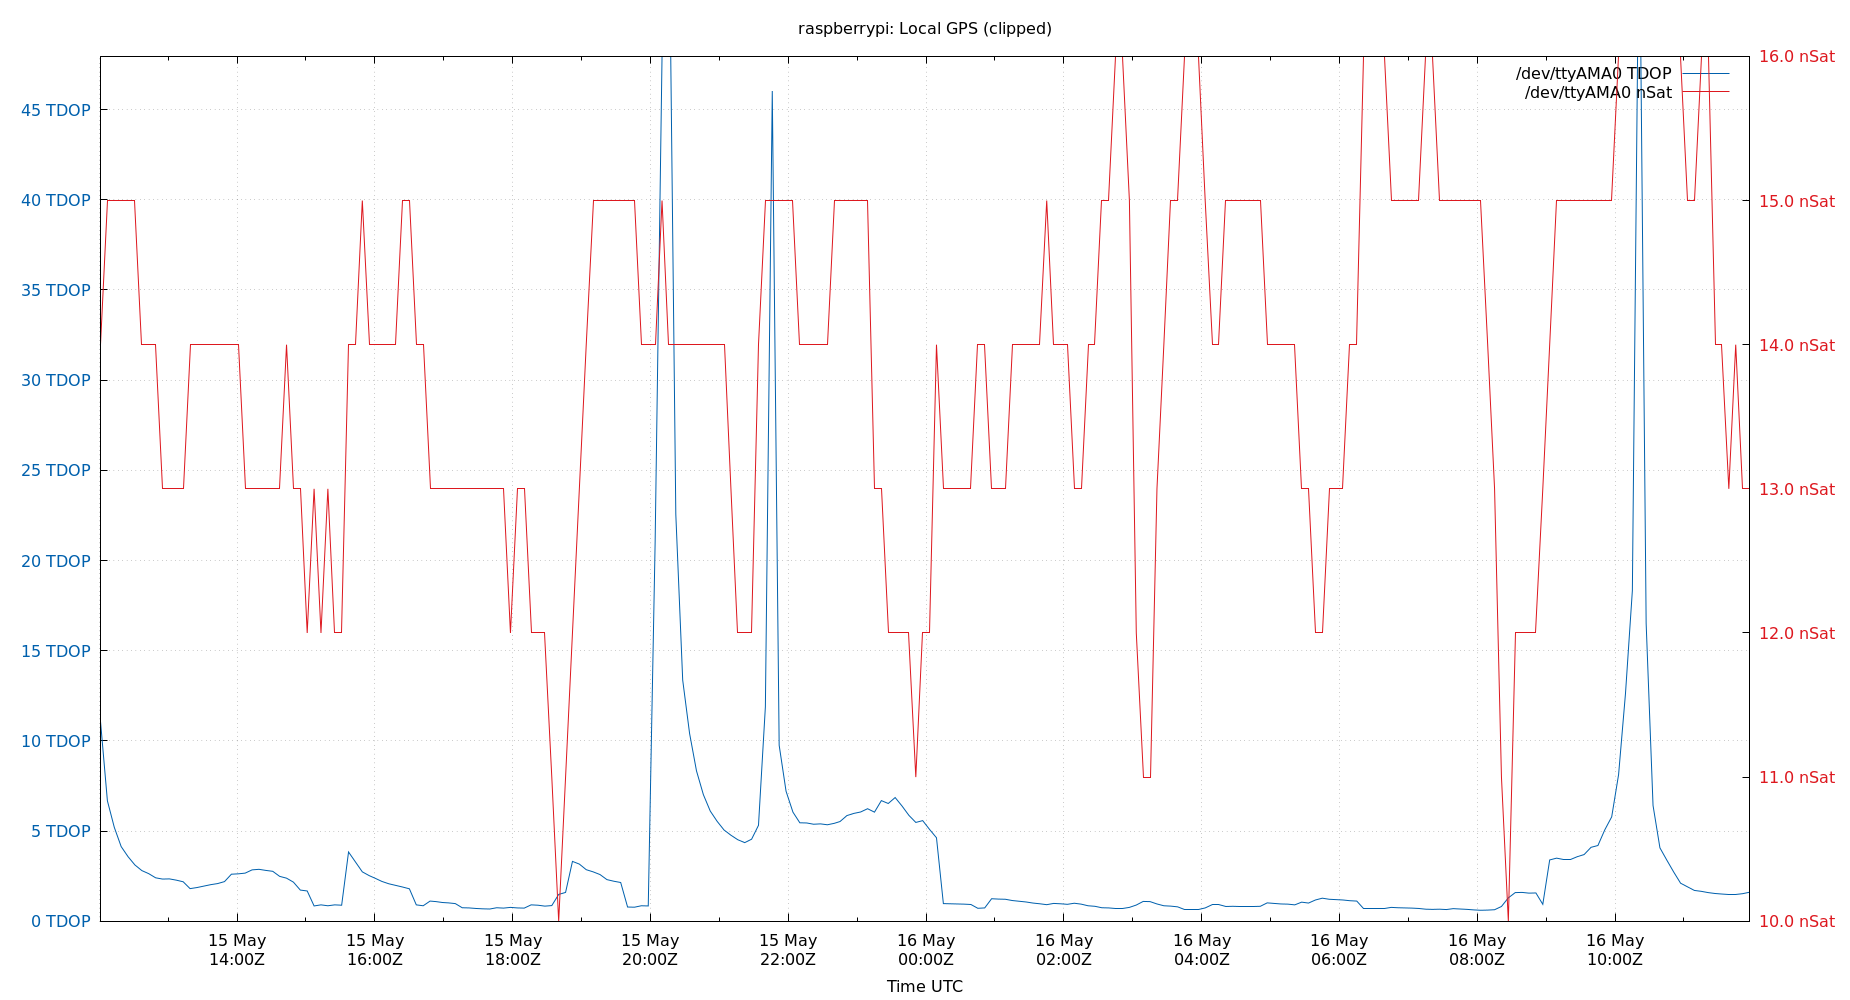 raspberrypi: Local GPS (clipped)
16.0 nSat
/dev/ttyAMA0 TDOP
/dev/ttyAMA0 nSat
45 TDOP
40 TDOP
15.0 nSat
35 TDOP
14.0 nSat
30 TDOP
25 TDOP
13.0 nSat
20 TDOP
15 TDOP
12.0 nSat
10 TDOP
11.0 nSat
5 TDOP
0 TDOP
10.0 nSat
15 May 15 May 15 May 15 May 15 May 16 May 16 May 16 May 16 May 16 May 16 May
14:00Z 16:00Z 18:00Z 20:00Z 22:00Z 00:00Z 02:00Z 04:00Z 06:00Z 08:00Z 10:00Z
Time UTC